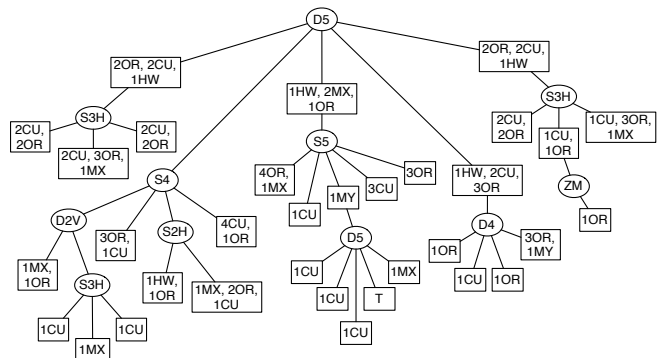 D5
2OR, 2CU,
1HW
2OR, 2CU,
1HW
1HW, 2MX,
1OR
S3H
S3H
2CU,
2OR
2CU,
2OR
2CU, 3OR,
1MX
S5
2CU,
2OR
1CU,
1OR
1CU, 3OR,
1MX
S4
4OR,
1MX
1CU
1MY
3CU
3OR
1HW, 2CU,
3OR
ZM
1OR
D2V
3OR,
1CU
S2H
4CU,
1OR
D5
D4
1OR
1CU
1OR
3OR,
1MY
1MX,
1OR
S3H
1HW,
1OR
1MX, 2OR,
1CU
1CU
1CU
1CU
T
1MX
1CU
1MX
1CU